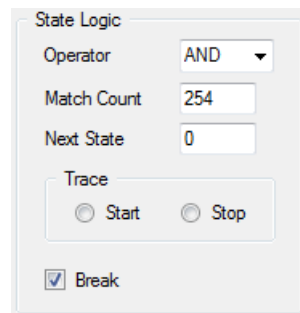 State Logic
Operator AND
Match Count 254
Next State 0
Trace
Start Stop
Break